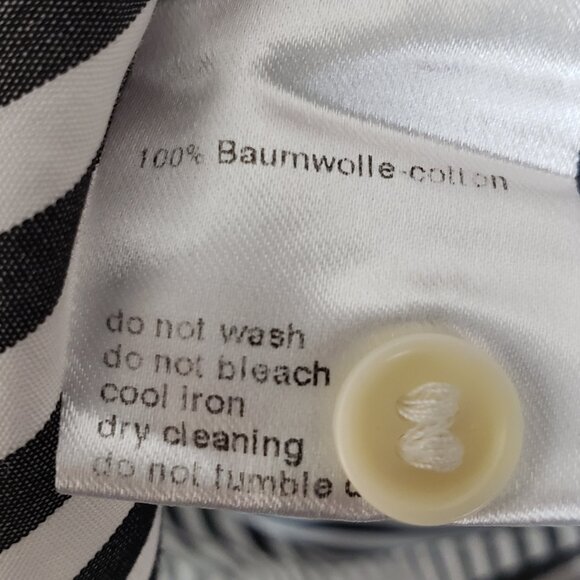 100% Baumwolle-cotton
do not wash
do not bleach
cool iron
dry cleaning
do not tumble